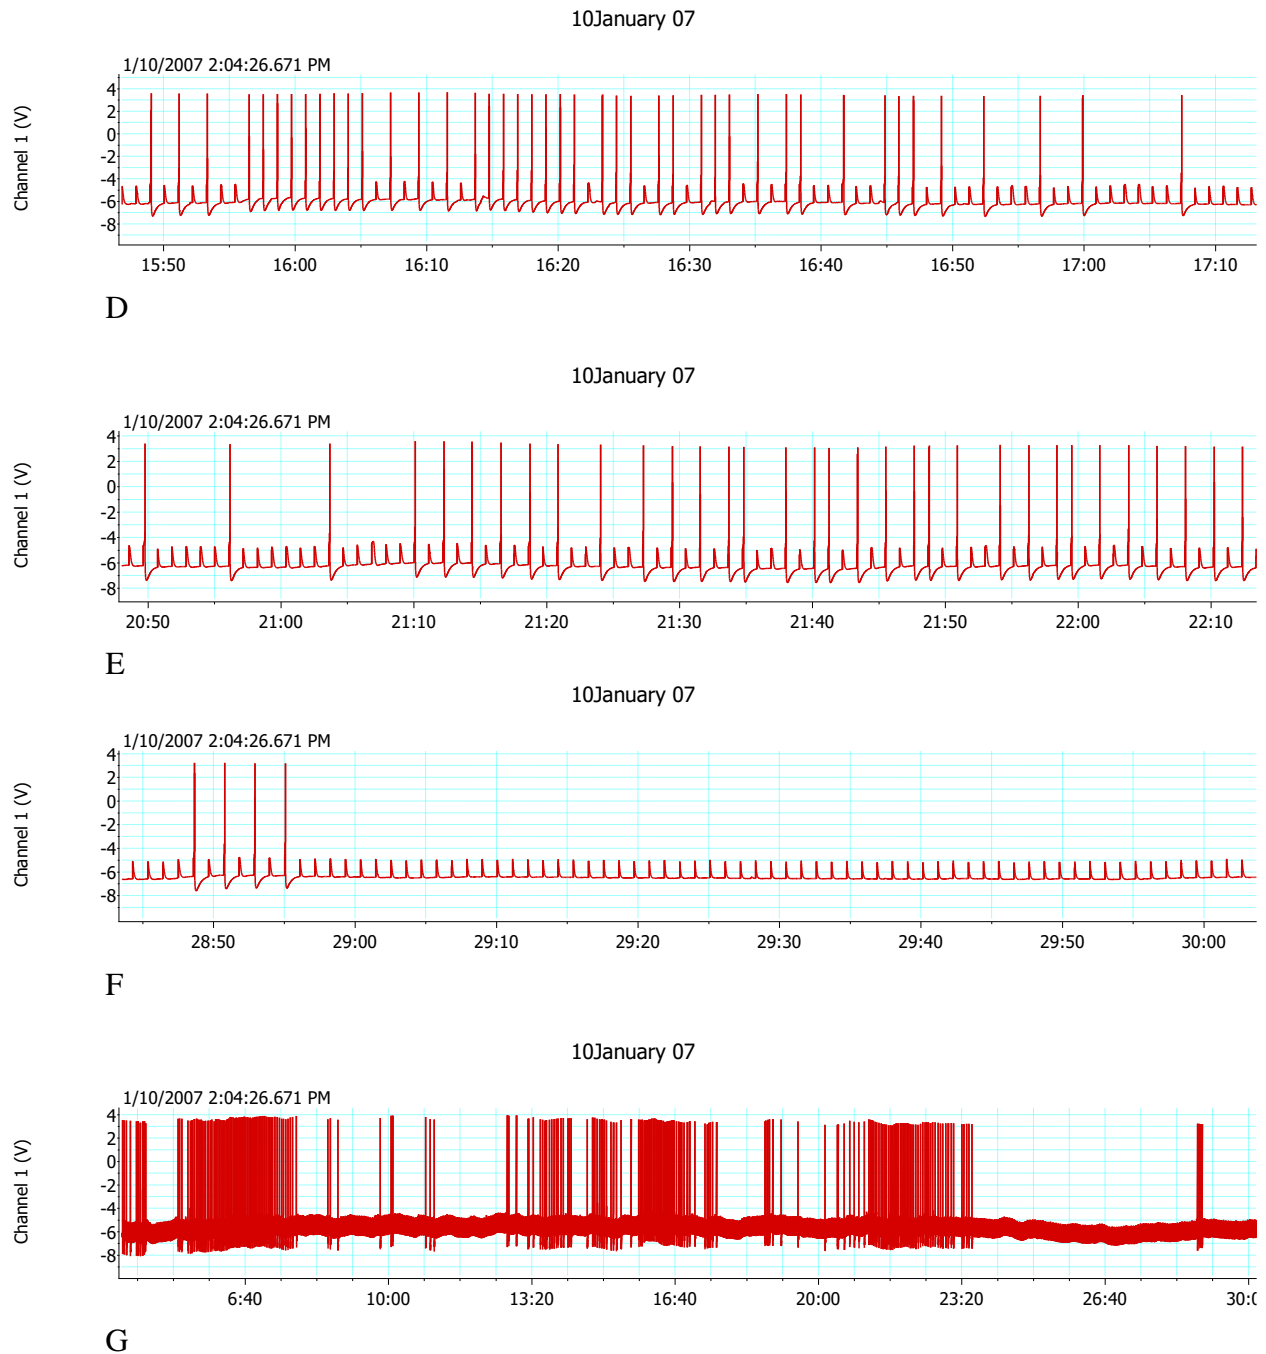 10January 07
1/10/2007 2:04:26.671 PM
Channel 1 (V)
4
2
0
-2
-4
-6
-8
15:50 16:00 16:10 16:20 16:30 16:40 16:50 17:00 17:10
D
10January 07
1/10/2007 2:04:26.671 PM
Channel 1 (V)
4
2
0
-2
-4
-6
-8
20:50 21:00 21:10 21:20 21:30 21:40 21:50 22:00 22:10
E
10January 07
1/10/2007 2:04:26.671 PM
Channel 1 (V)
4
2
0
-2
-4
-6
-8
28:50 29:00 29:10 29:20 29:30 29:40 29:50 30:00
F
10January 07
1/10/2007 2:04:26.671 PM
Channel 1 (V)
4
2
0
-2
-4
-6
-8
6:40 10:00 13:20 16:40 20:00 23:20 26:40 30:0
G